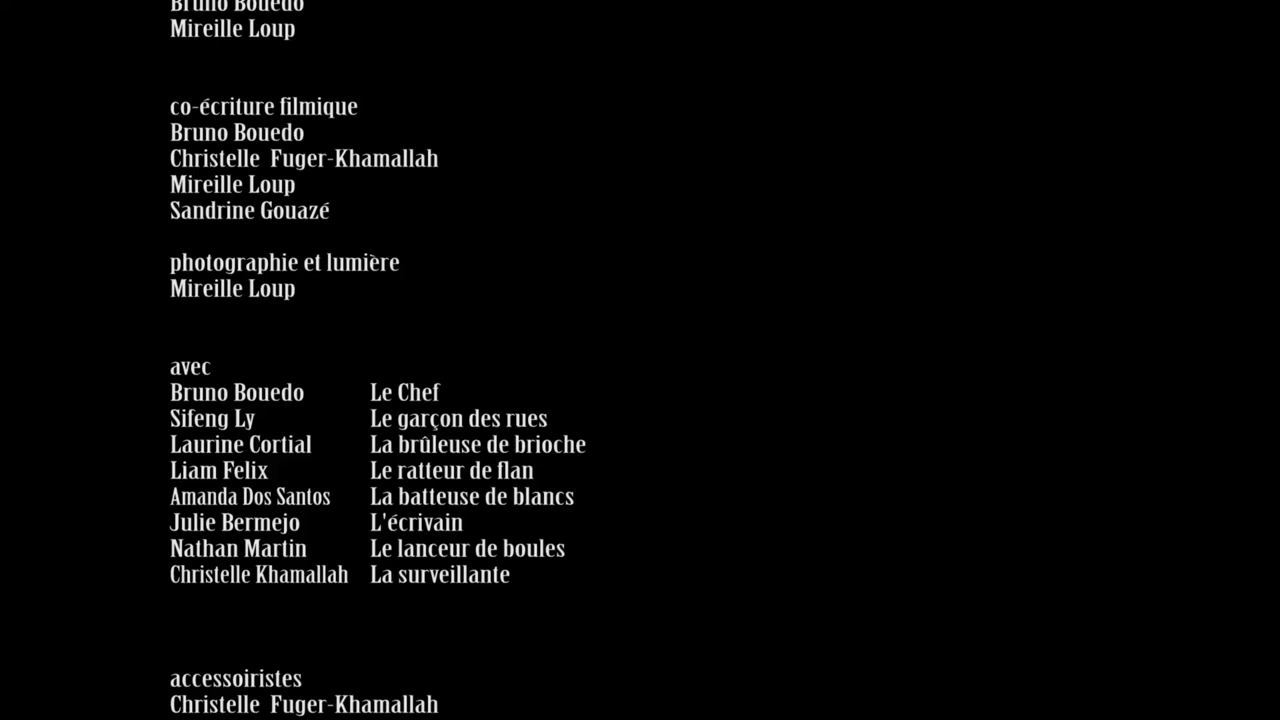 Bruno Bouedo
Mireille Loup
co-écriture filmique
Bruno Bouedo
Christelle Fuger-Khamallah
Mireille Loup
Sandrine Gouazé
photographie et lumière
Mireille Loup
avec
Bruno Bouedo Le Chef
Sifeng Ly Le garçon des rues
Laurine Cortial La brûleuse de brioche
Liam Felix Le ratteur de flan
Amanda Dos Santos La batteuse de blancs
Julie Bermejo L'écrivain
Nathan Martin Le lanceur de boules
Christelle Khamallah La surveillante
accessoiristes
Christelle Fuger-Khamallah